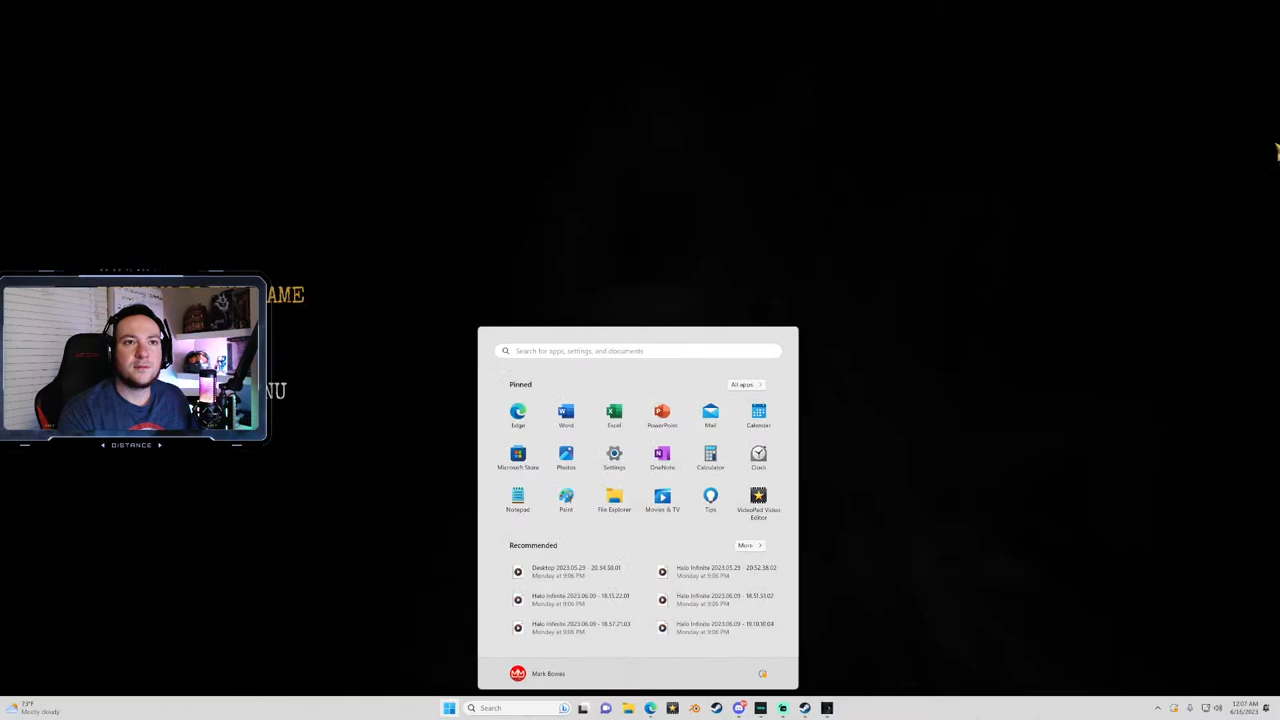 AME
NU
DISTANCE
Search for apps, settings, and documents
Pinned
All apps
Edge
Word
Excel
PowerPoint
Mail
Calendar
Microsoft Store
Photos
Settings
OneNote
Calculator
Clock
Notepad
Paint
File Explorer
Movies & TV
Tips
VideoPad Video
Editor
Recommended
More
Desktop 2023.05.29 - 20.34.50.01
Monday at 9:06 PM
Halo Infinite 2023.05.29 - 20.52.38.02
Monday at 9:06 PM
Halo Infinite 2023.06.09 - 18.15.22.01
Monday at 9:06 PM
Halo Infinite 2023.06.09 - 18.51.51.02
Monday at 9:06 PM
Halo Infinite 2023.06.09 - 18.57.21.03
Monday at 9:06 PM
Halo Infinite 2023.06.09 - 19.10.10.04
Monday at 9:06 PM
Mark Bowes
73°F
Mostly cloudy
Search
12:07 AM
6/16/2023